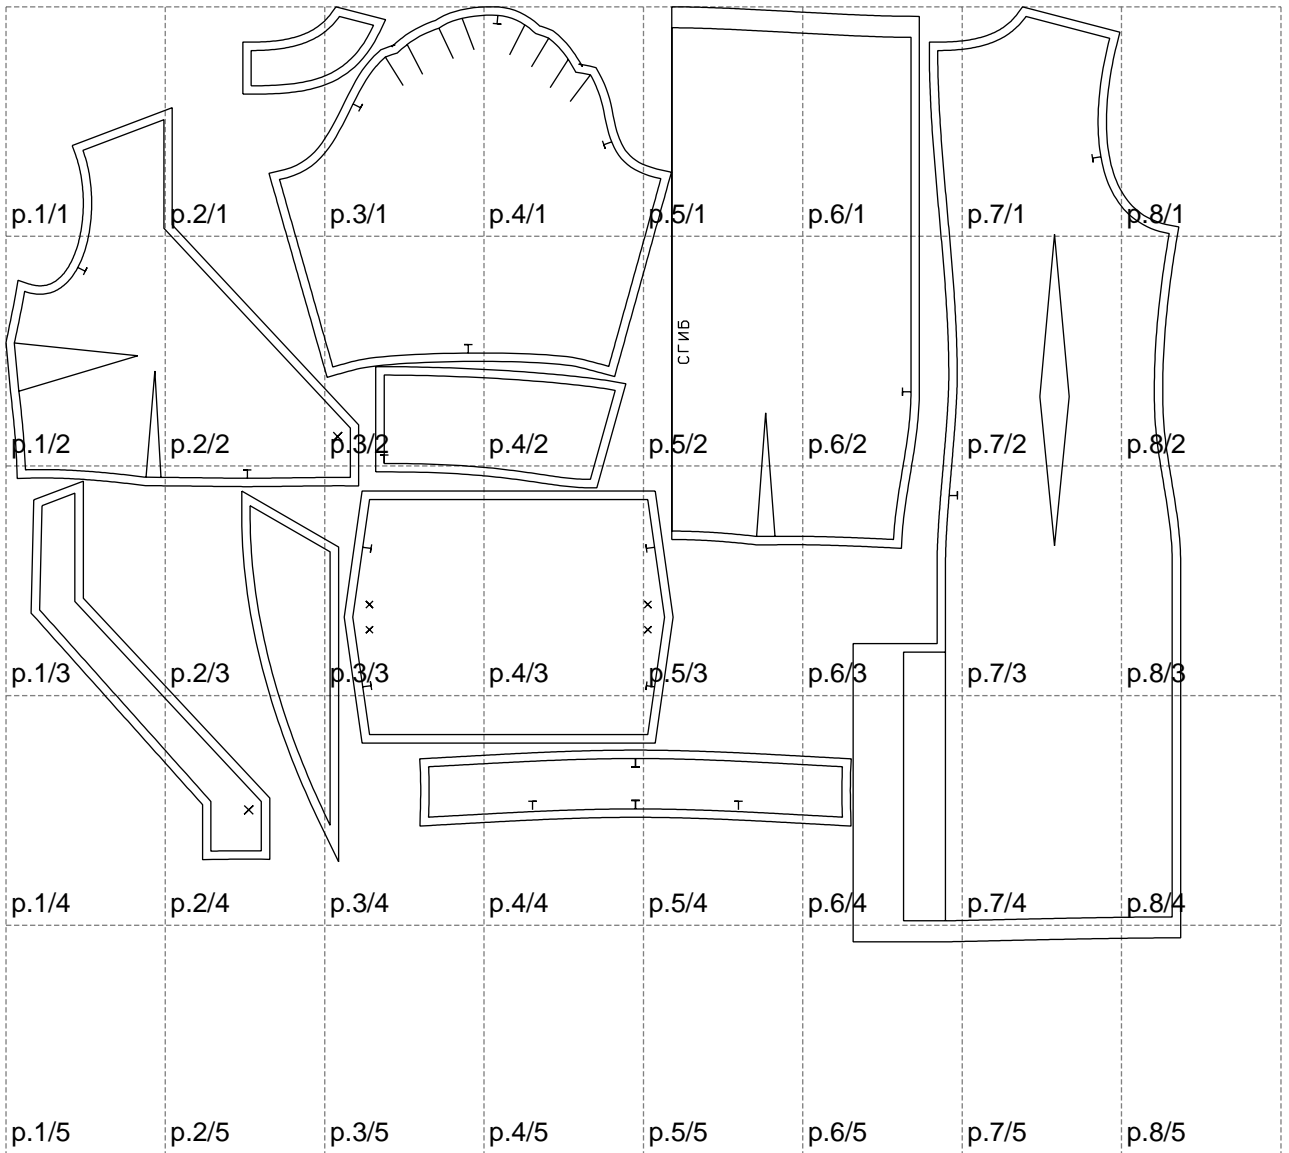 p.1/1 p.2/1 p.3/1 p.4/1 p.5/1 p.6/1 p.7/1 p.8/1
СГИБ
p.1/2 p.2/2 p.3/2 p.4/2 p.5/2 p.6/2 p.7/2 p.8/2
p.1/3 p.2/3 p.3/3 p.4/3 p.5/3 p.6/3 p.7/3 p.8/3
p.1/4 p.2/4 p.3/4 p.4/4 p.5/4 p.6/4 p.7/4 p.8/4
p.1/5 p.2/5 p.3/5 p.4/5 p.5/5 p.6/5 p.7/5 p.8/5